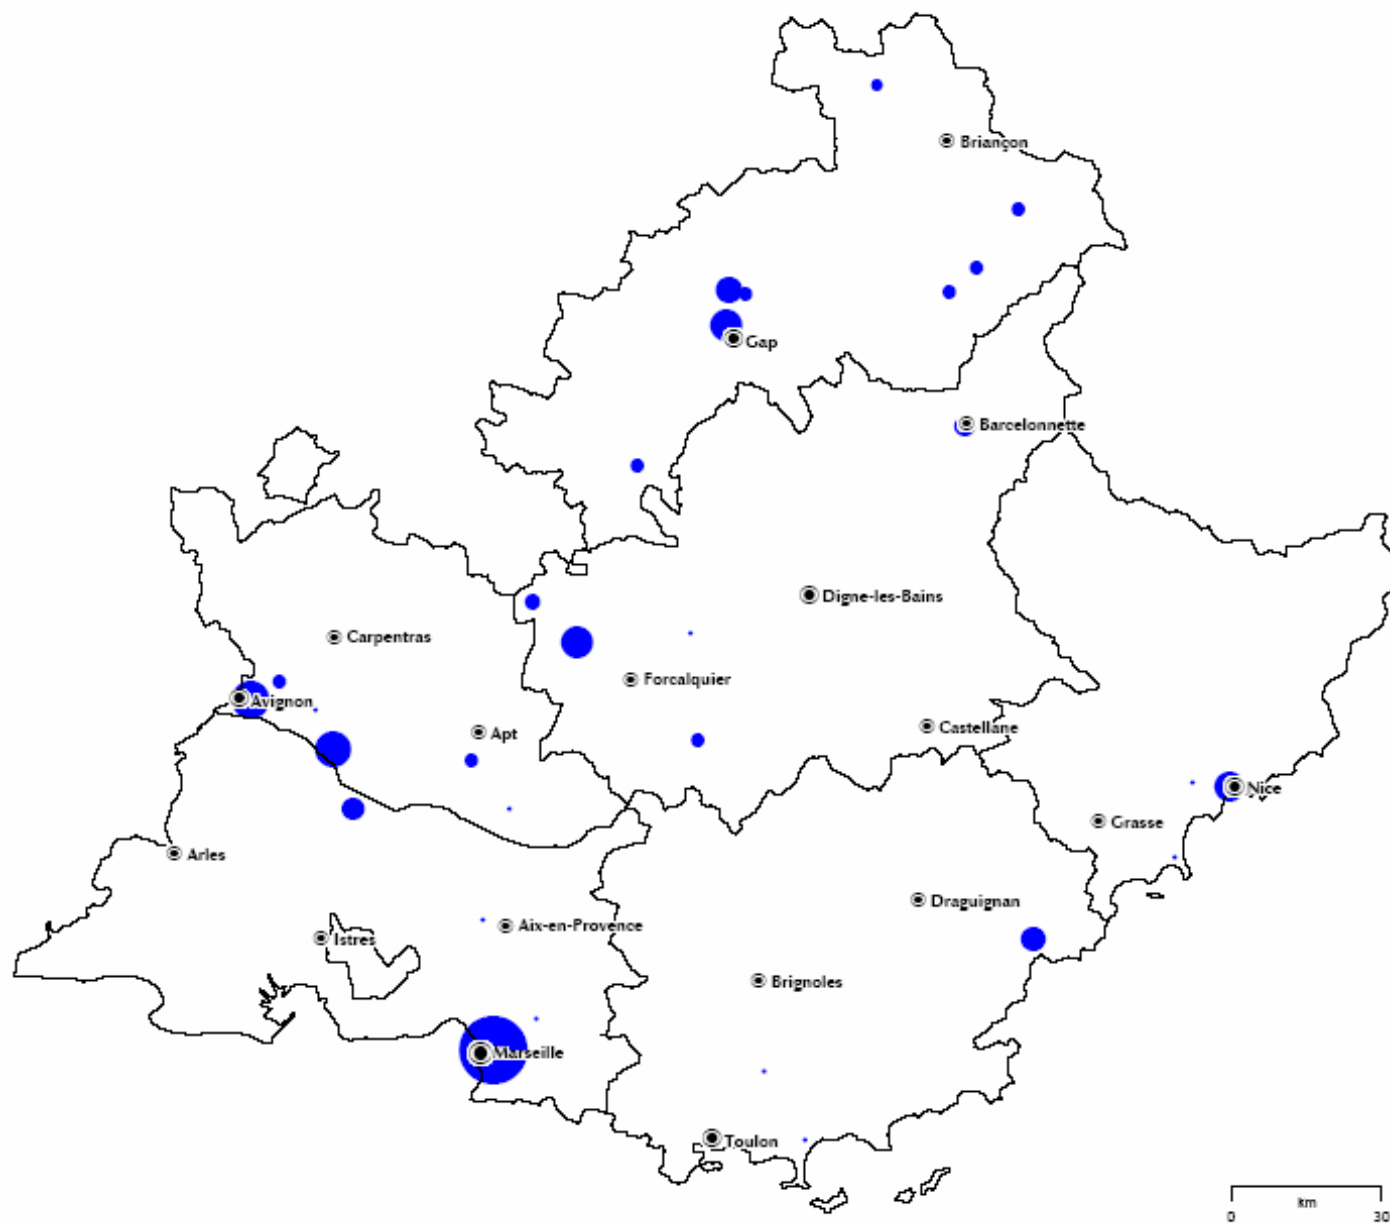 Briançon
Gap
Barcelonnette
Digne-les-Bains
Carpentras
Forcalquier
Avignon
Castellane
Apt
Nice
Grasse
Arles
Draguignan
Aix-en-Provence
Istres
Brignoles
Marseille
Toulon
km
0 30